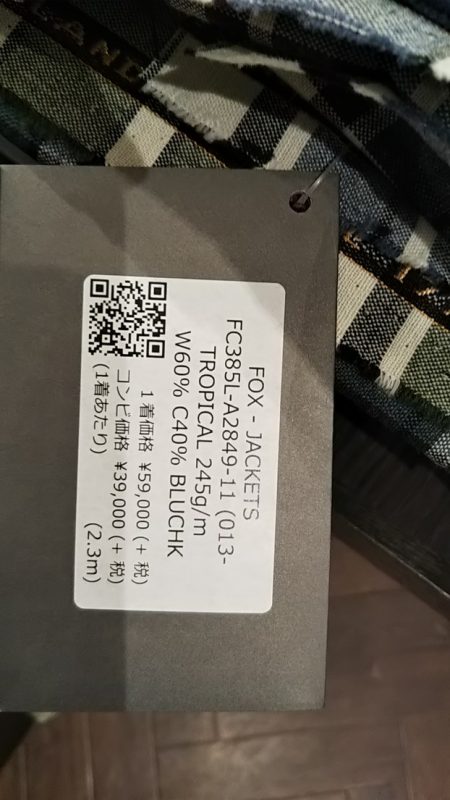 LAND
FOX - JACKETS
FC385L-A2849-11 (013-
TROPICAL 245g/m
W60% C40% BLUCHK
1着価格 ¥59,000 (+ 税)
コンビ価格 ¥39,000 (+ 税)
(1着あたり)
(2.3m)